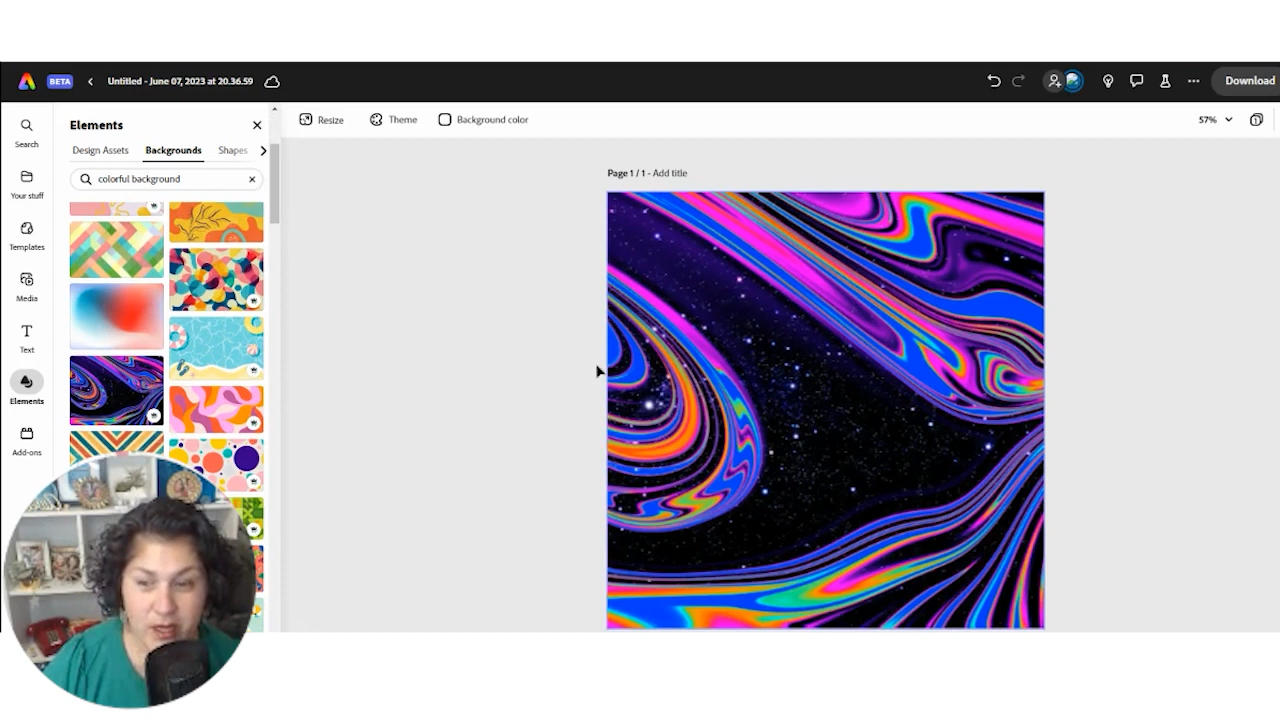 BETA
Untitled - June 07, 2023 at 20.36.59
Download
Search
Your stuff
Templates
Media
Text
Elements
Add-ons
Elements
Design Assets
Backgrounds
Shapes
colorful background
Resize
Theme
Background color
57%
Page 1 / 1 - Add title